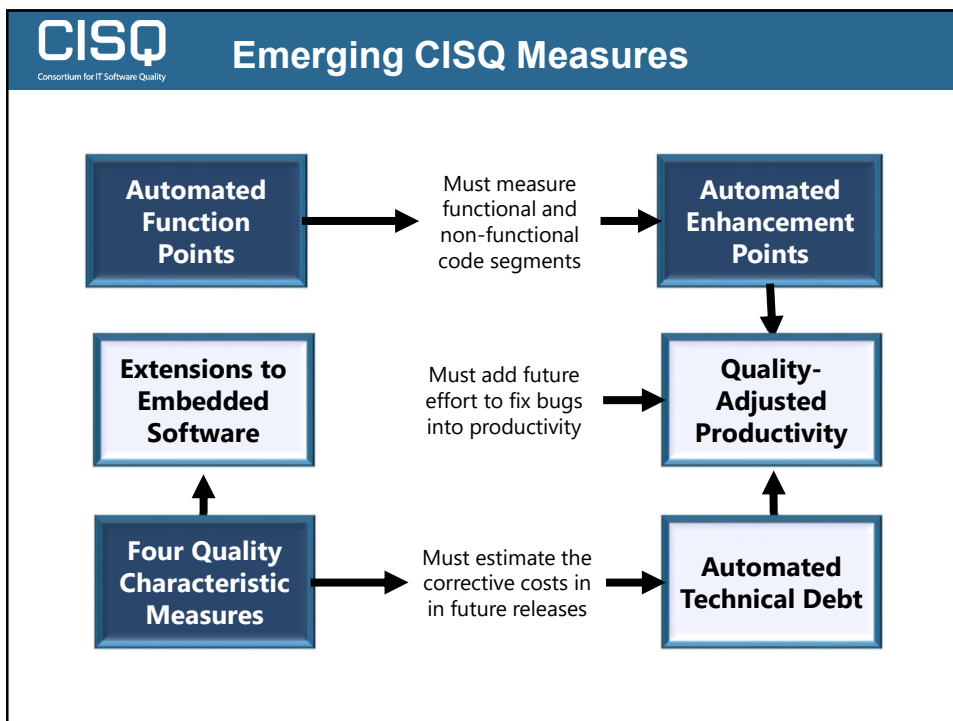 CISQ
Consortium for IT Software Quality
Emerging CISQ Measures
Automated
Function
Points
Must measure
functional and
non-functional
code segments
Automated
Enhancement
Points
Extensions to
Embedded
Software
Must add future
effort to fix bugs
into productivity
Quality-
Adjusted
Productivity
Four Quality
Characteristic
Measures
Must estimate the
corrective costs in
in future releases
Automated
Technical Debt